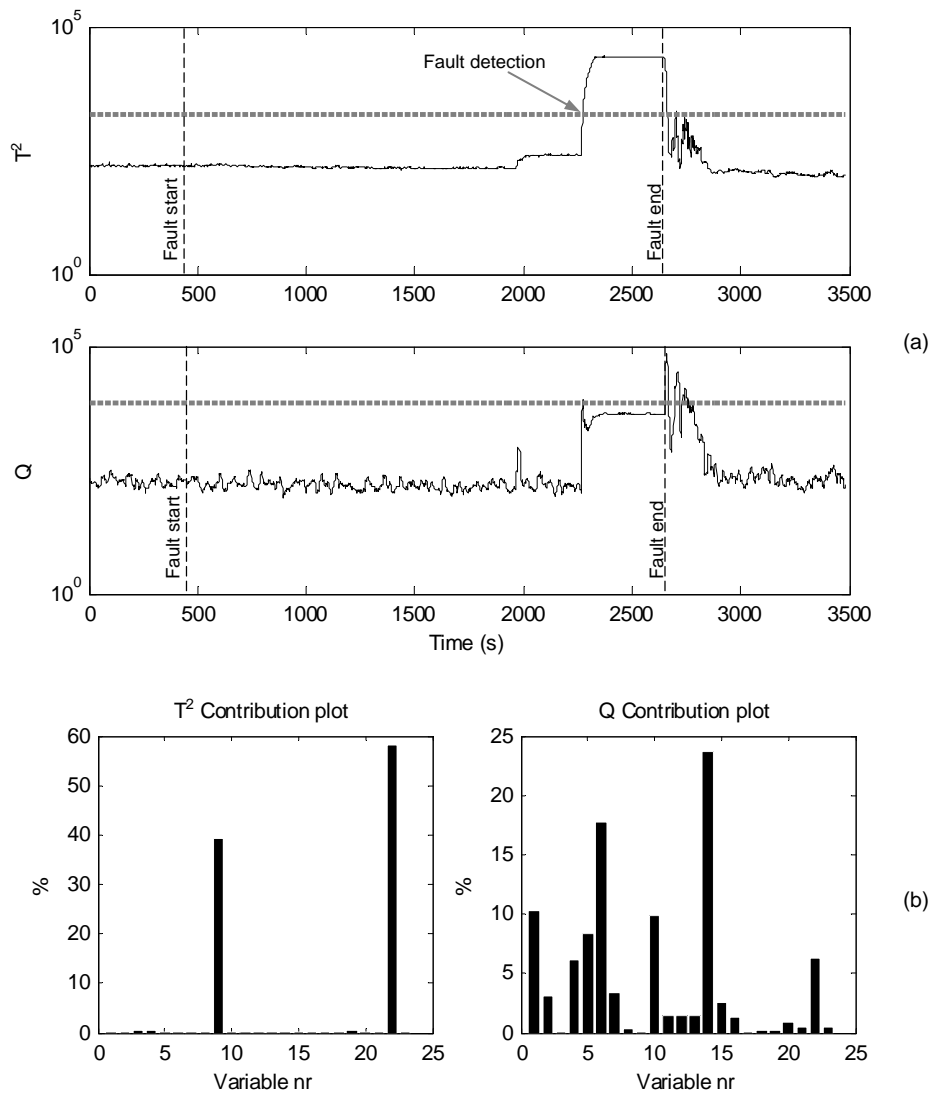 10^5
Fault detection
T^2
Fault start
Fault end
10^0
0 500 1000 1500 2000 2500 3000 3500
(a)
10^5
Q
Fault start
Fault end
10^0
0 500 1000 1500 2000 2500 3000 3500
Time (s)
T^2 Contribution plot
60
50
40
30
20
10
0
%
0 5 10 15 20 25
Variable nr
Q Contribution plot
25
20
15
10
5
0
%
0 5 10 15 20 25
Variable nr
(b)